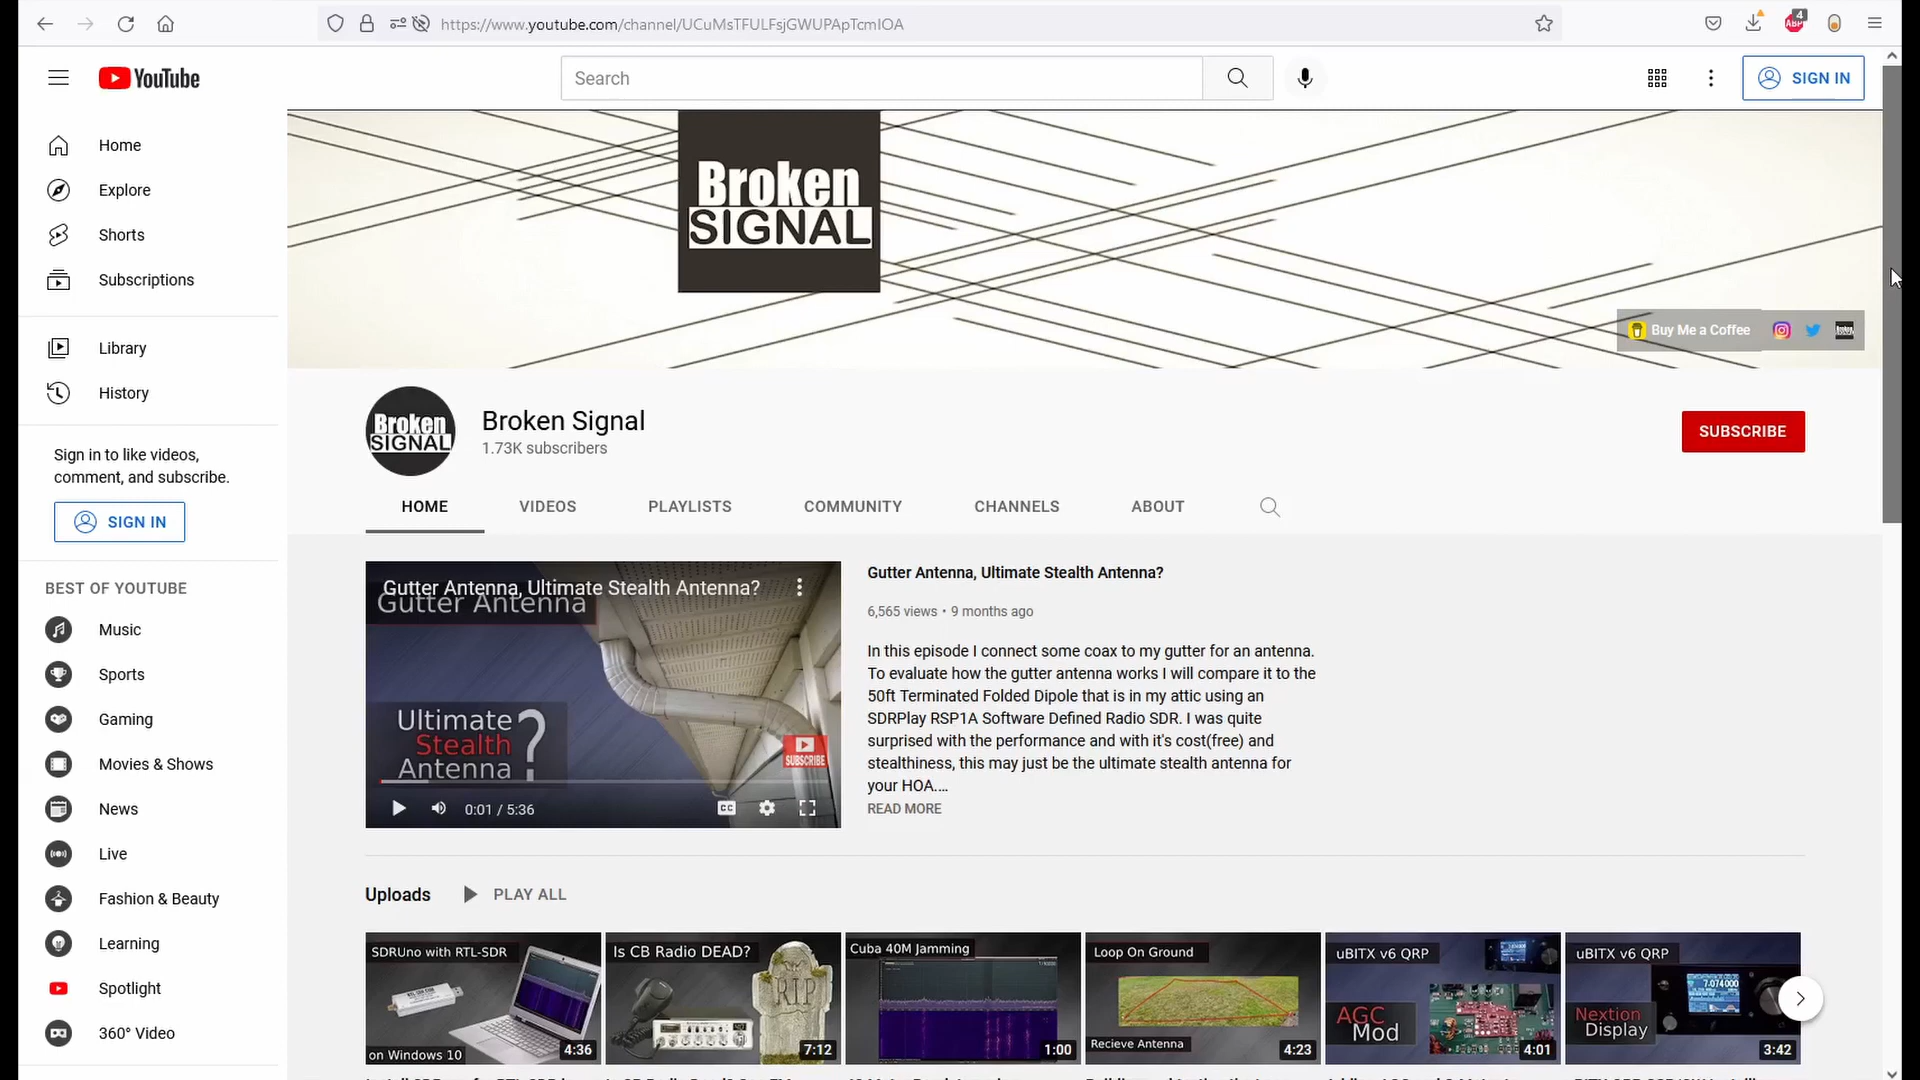 https://www.youtube.com/channel/UCuMsTFULFsjGWUPApTcmIOA
4
ABP
YouTube
Search
SIGN IN
Home
Explore
Shorts
Subscriptions
Library
History
Sign in to like videos,
comment, and subscribe.
SIGN IN
BEST OF YOUTUBE
Music
Sports
Gaming
Movies & Shows
News
Live
Fashion & Beauty
Learning
Spotlight
360° Video
Broken
SIGNAL
Buy Me a Coffee
Broken
SIGNAL
Broken Signal
1.73K subscribers
SUBSCRIBE
HOME
VIDEOS
PLAYLISTS
COMMUNITY
CHANNELS
ABOUT
Gutter Antenna, Ultimate Stealth Antenna?
Gutter Antenna
Ultimate
Stealth
Antenna
?
SUBSCRIBE
0:01 / 5:36
CC
Gutter Antenna, Ultimate Stealth Antenna?
6,565 views • 9 months ago
In this episode I connect some coax to my gutter for an antenna.
To evaluate how the gutter antenna works I will compare it to the
50ft Terminated Folded Dipole that is in my attic using an
SDRPlay RSP1A Software Defined Radio SDR. I was quite
surprised with the performance and with it's cost(free) and
stealthiness, this may just be the ultimate stealth antenna for
your HOA....
READ MORE
Uploads
PLAY ALL
SDRUno with RTL-SDR
on Windows 10
4:36
Is CB Radio DEAD?
RIP
7:12
Cuba 40M Jamming
1:00
Loop On Ground
Recieve Antenna
4:23
uBITX v6 QRP
AGC
Mod
4:01
uBITX v6 QRP
7.074000
Nextion
Display
3:42